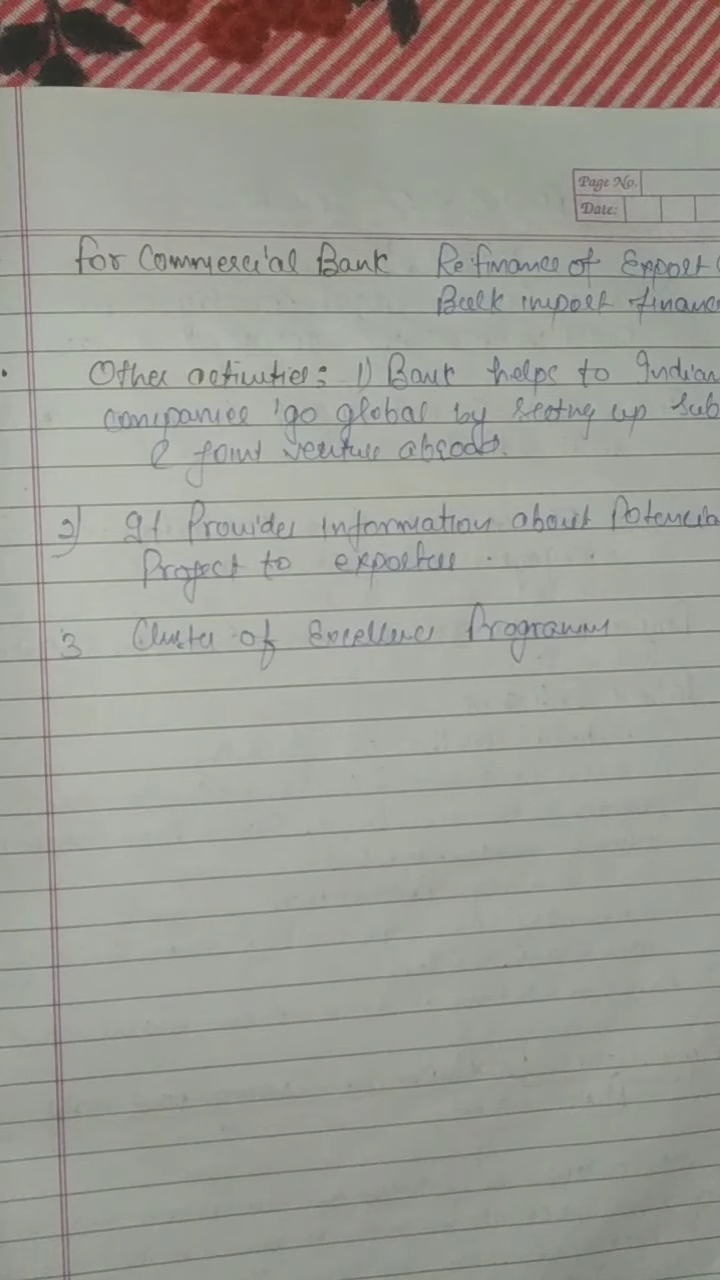 Page No.
Date:
for Commercial Bank Refinance of Export
Bulk import finance
Other activities: 1) Bank helps to Indian
companies 'go global by setting up Sub
& joint venture abroad.
2) It Provides information about Potencia
Project to exporters.
3 Cluster of Excellence Programm